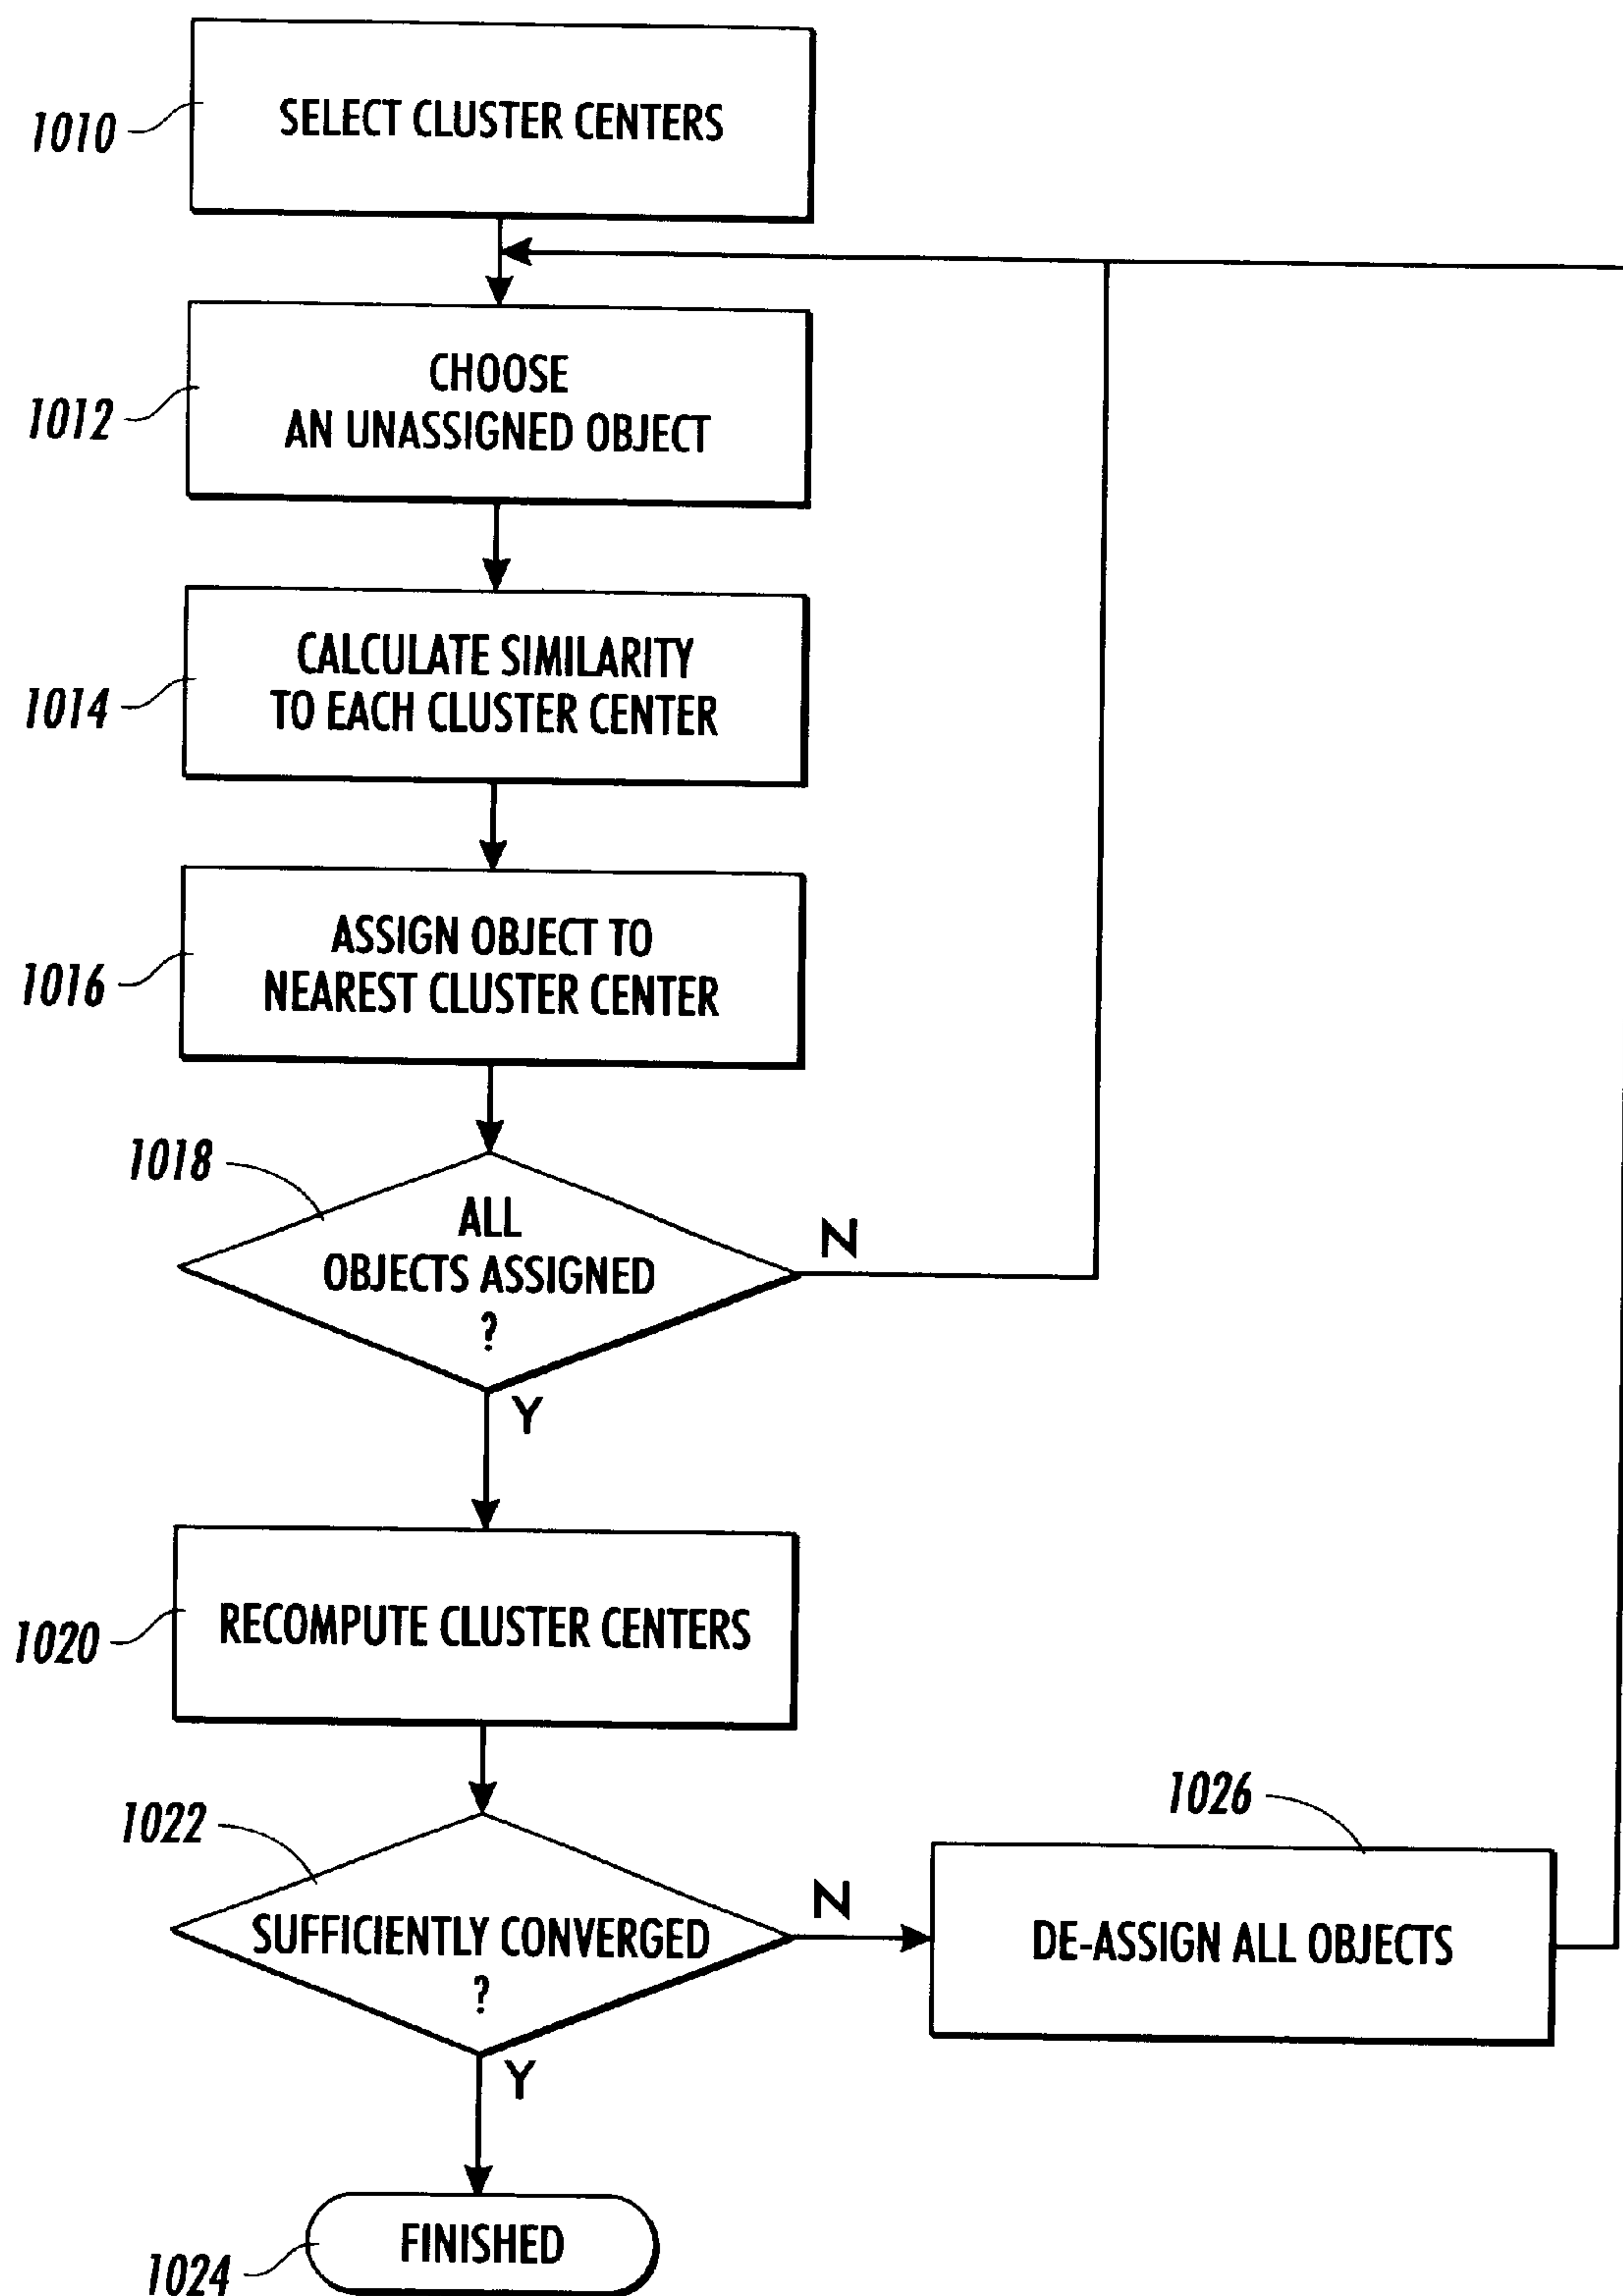 1010
SELECT CLUSTER CENTERS
1012
CHOOSE
AN UNASSIGNED OBJECT
1014
CALCULATE SIMILARITY
TO EACH CLUSTER CENTER
1016
ASSIGN OBJECT TO
NEAREST CLUSTER CENTER
1018
ALL
OBJECTS ASSIGNED
?
N
Y
1020
RECOMPUTE CLUSTER CENTERS
1022
SUFFICIENTLY CONVERGED
?
N
Y
1026
DE-ASSIGN ALL OBJECTS
1024
FINISHED